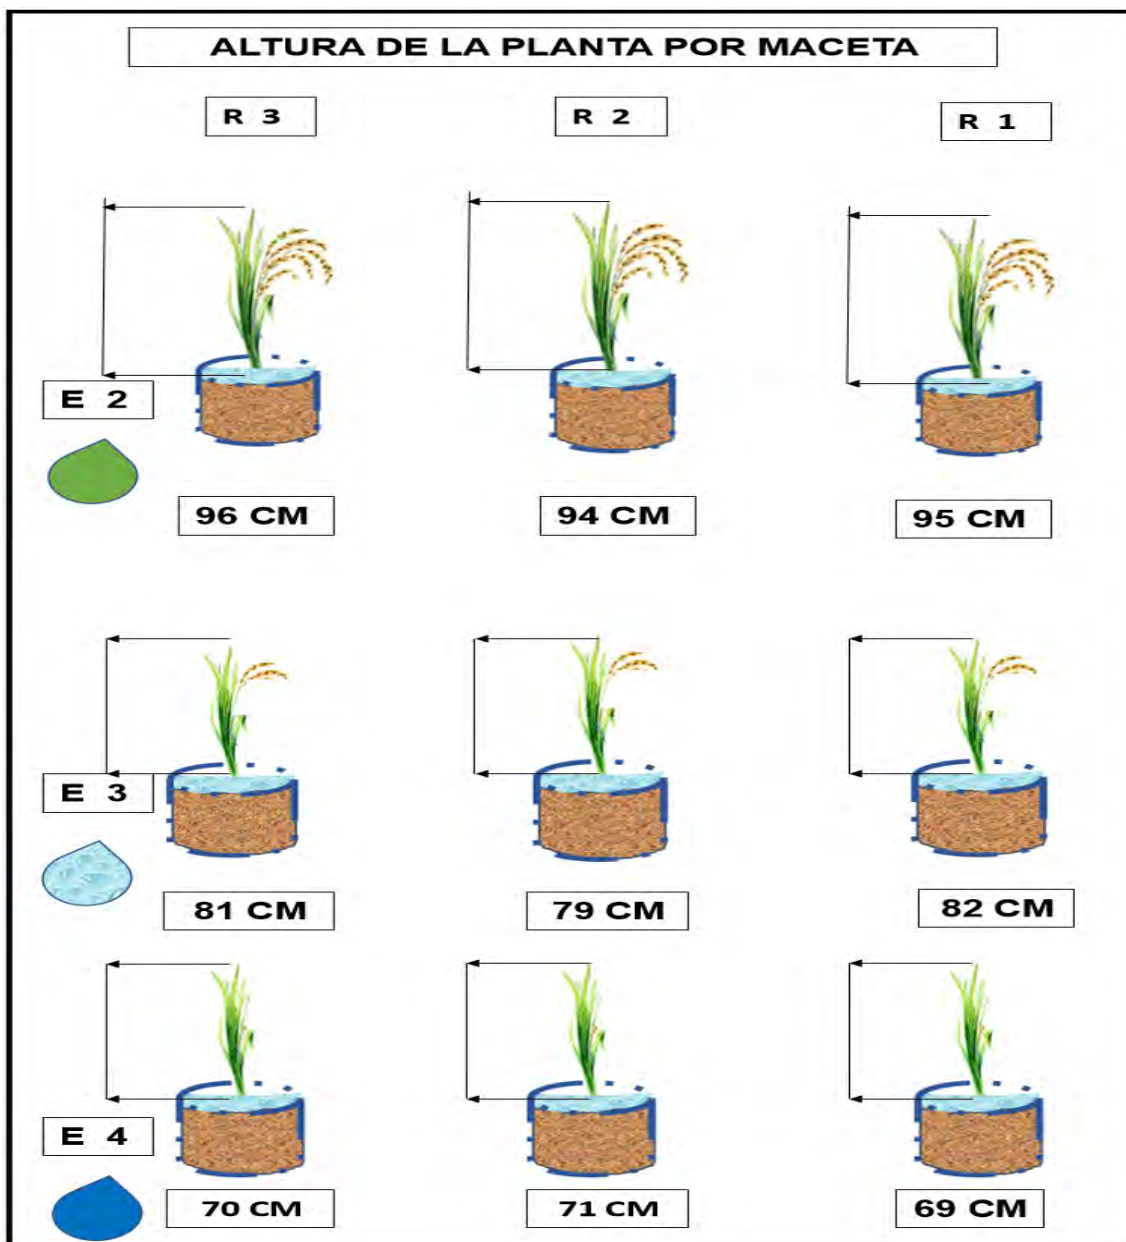 ALTURA DE LA PLANTA POR MACETA
R 3
R 2
R 1
E 2
96 CM
94 CM
95 CM
E 3
81 CM
79 CM
82 CM
E 4
70 CM
71 CM
69 CM